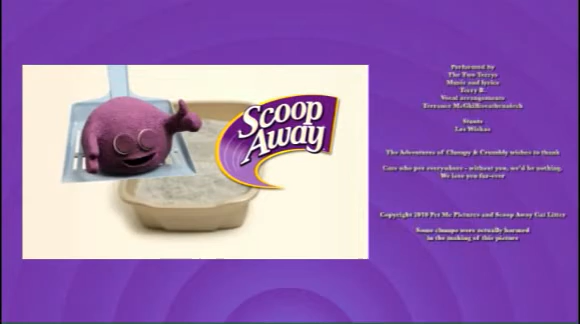 SCOOP
AWAY
Performed by
The Two Terrys
Music and lyrics
Terry B.
Vocal arrangements
Terrance
Stunts
Les Wishus
The Adventures of Clumpy & Crumbly wishes to thank
Cats who pee everywhere - without you, we'd be nothing.
We love you fur-ever
Copyright 2010 Pet Me Pictures and Scoop Away Cat Litter
Some clumps were actually harmed
in the making of this picture